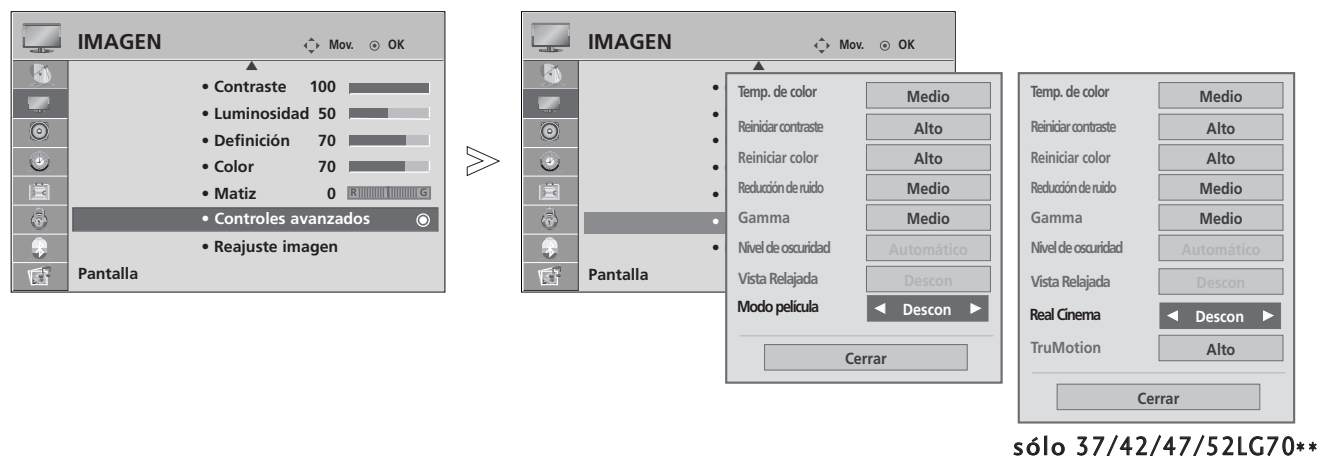 IMAGEN
Mov. OK
• Contraste 100
• Luminosidad 50
• Definición 70
• Color 70
• Matiz 0 R G
• Controles avanzados
• Reajuste imagen
Pantalla
IMAGEN
Mov. OK
Pantalla
Temp. de color Medio
Reiniciar contraste Alto
Reiniciar color Alto
Reducción de ruido Medio
Gamma Medio
Nivel de oscuridad Automático
Vista Relajada Descon
Modo película ◀ Descon ▶
Cerrar
Temp. de color Medio
Reiniciar contraste Alto
Reiniciar color Alto
Reducción de ruido Medio
Gamma Medio
Nivel de oscuridad Automático
Vista Relajada Descon
Real Cinema ◀ Descon ▶
TruMotion Alto
Cerrar
sólo 37/42/47/52LG70**